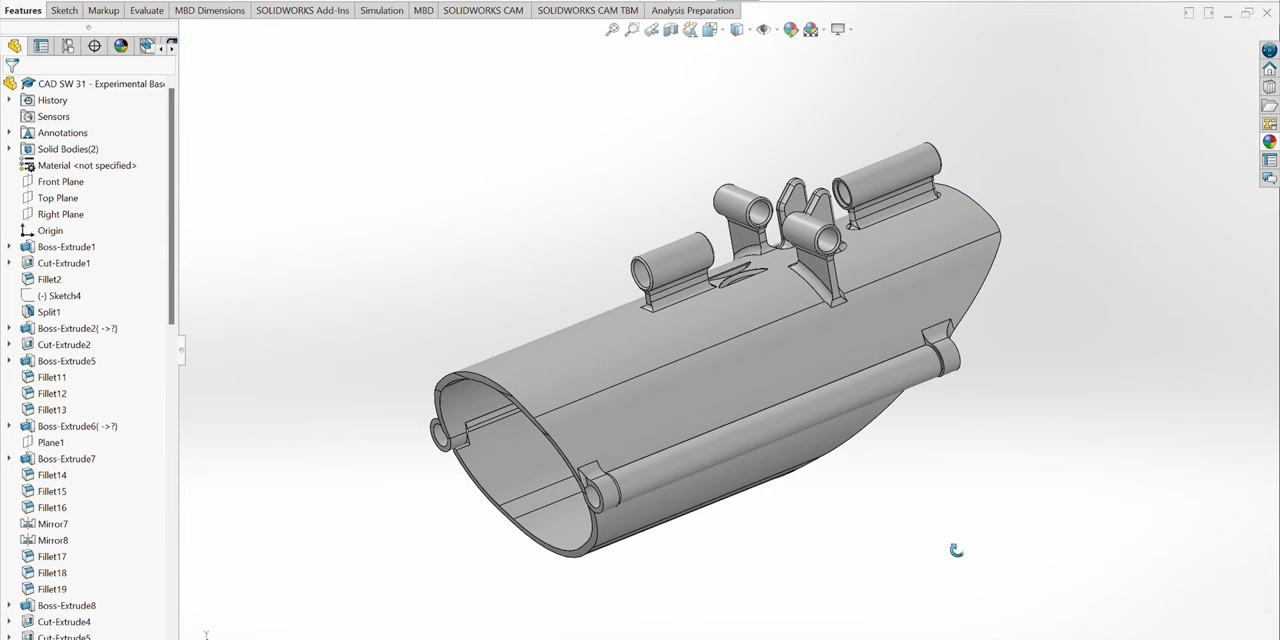 Features Sketch Markup Evaluate MBD Dimensions SOLIDWORKS Add-Ins Simulation MBD SOLIDWORKS CAM SOLIDWORKS CAM TBM Analysis Preparation
CAD SW 31 - Experimental Base
History
Sensors
Annotations
Solid Bodies(2)
Material <not specified>
Front Plane
Top Plane
Right Plane
Origin
Boss-Extrude1
Cut-Extrude1
Fillet2
(-) Sketch4
Split1
Boss-Extrude2{ ->?}
Cut-Extrude2
Boss-Extrude5
Fillet11
Fillet12
Fillet13
Boss-Extrude6{ ->?}
Plane1
Boss-Extrude7
Fillet14
Fillet15
Fillet16
Mirror7
Mirror8
Fillet17
Fillet18
Fillet19
Boss-Extrude8
Cut-Extrude4
Cut-Extrude5
Y